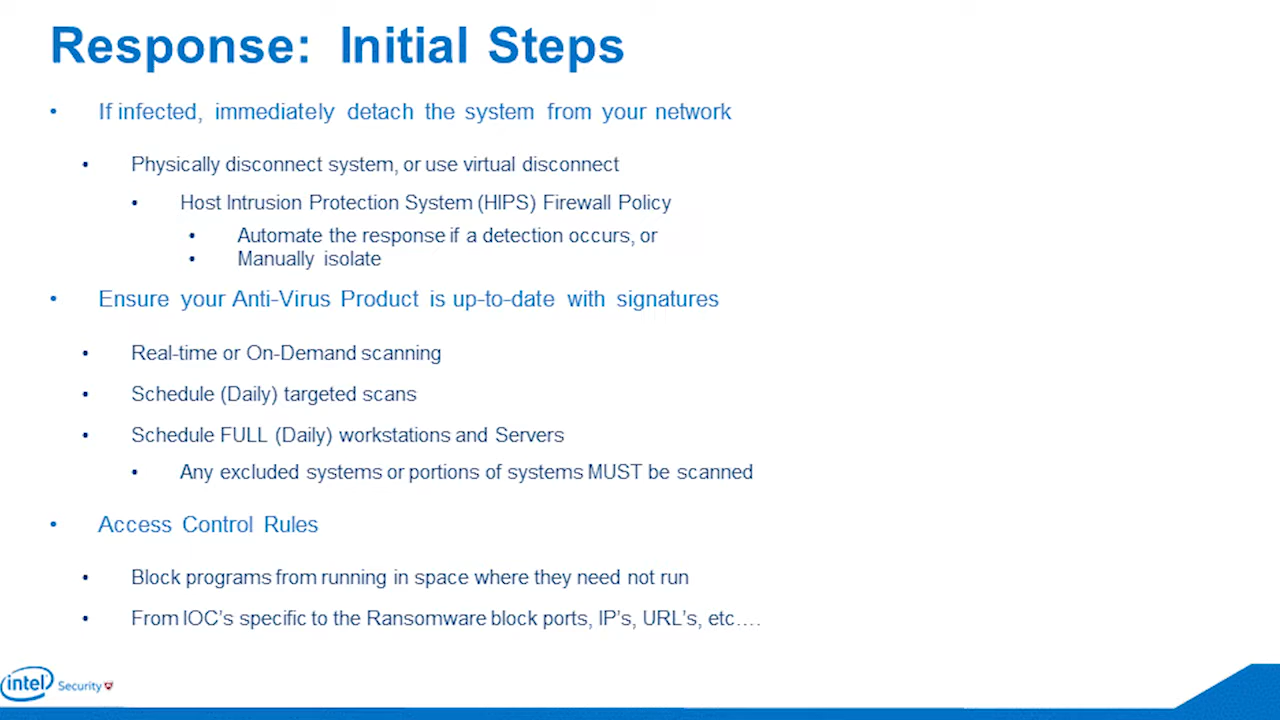 Response: Initial Steps
• If infected, immediately detach the system from your network
• Physically disconnect system, or use virtual disconnect
• Host Intrusion Protection System (HIPS) Firewall Policy
• Automate the response if a detection occurs, or
• Manually isolate
• Ensure your Anti-Virus Product is up-to-date with signatures
• Real-time or On-Demand scanning
• Schedule (Daily) targeted scans
• Schedule FULL (Daily) workstations and Servers
• Any excluded systems or portions of systems MUST be scanned
• Access Control Rules
• Block programs from running in space where they need not run
• From IOC's specific to the Ransomware block ports, IP's, URL's, etc….
intel Security